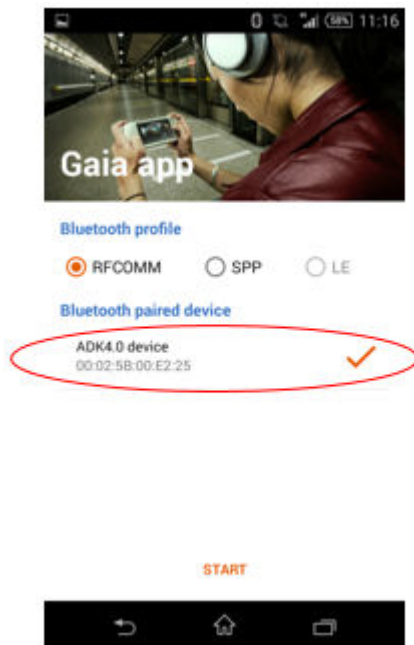 58% 11:16
Gaia app
Bluetooth profile
RFCOMM SPP LE
Bluetooth paired device
ADK4.0 device
00:02:5B:00:E2:25
START